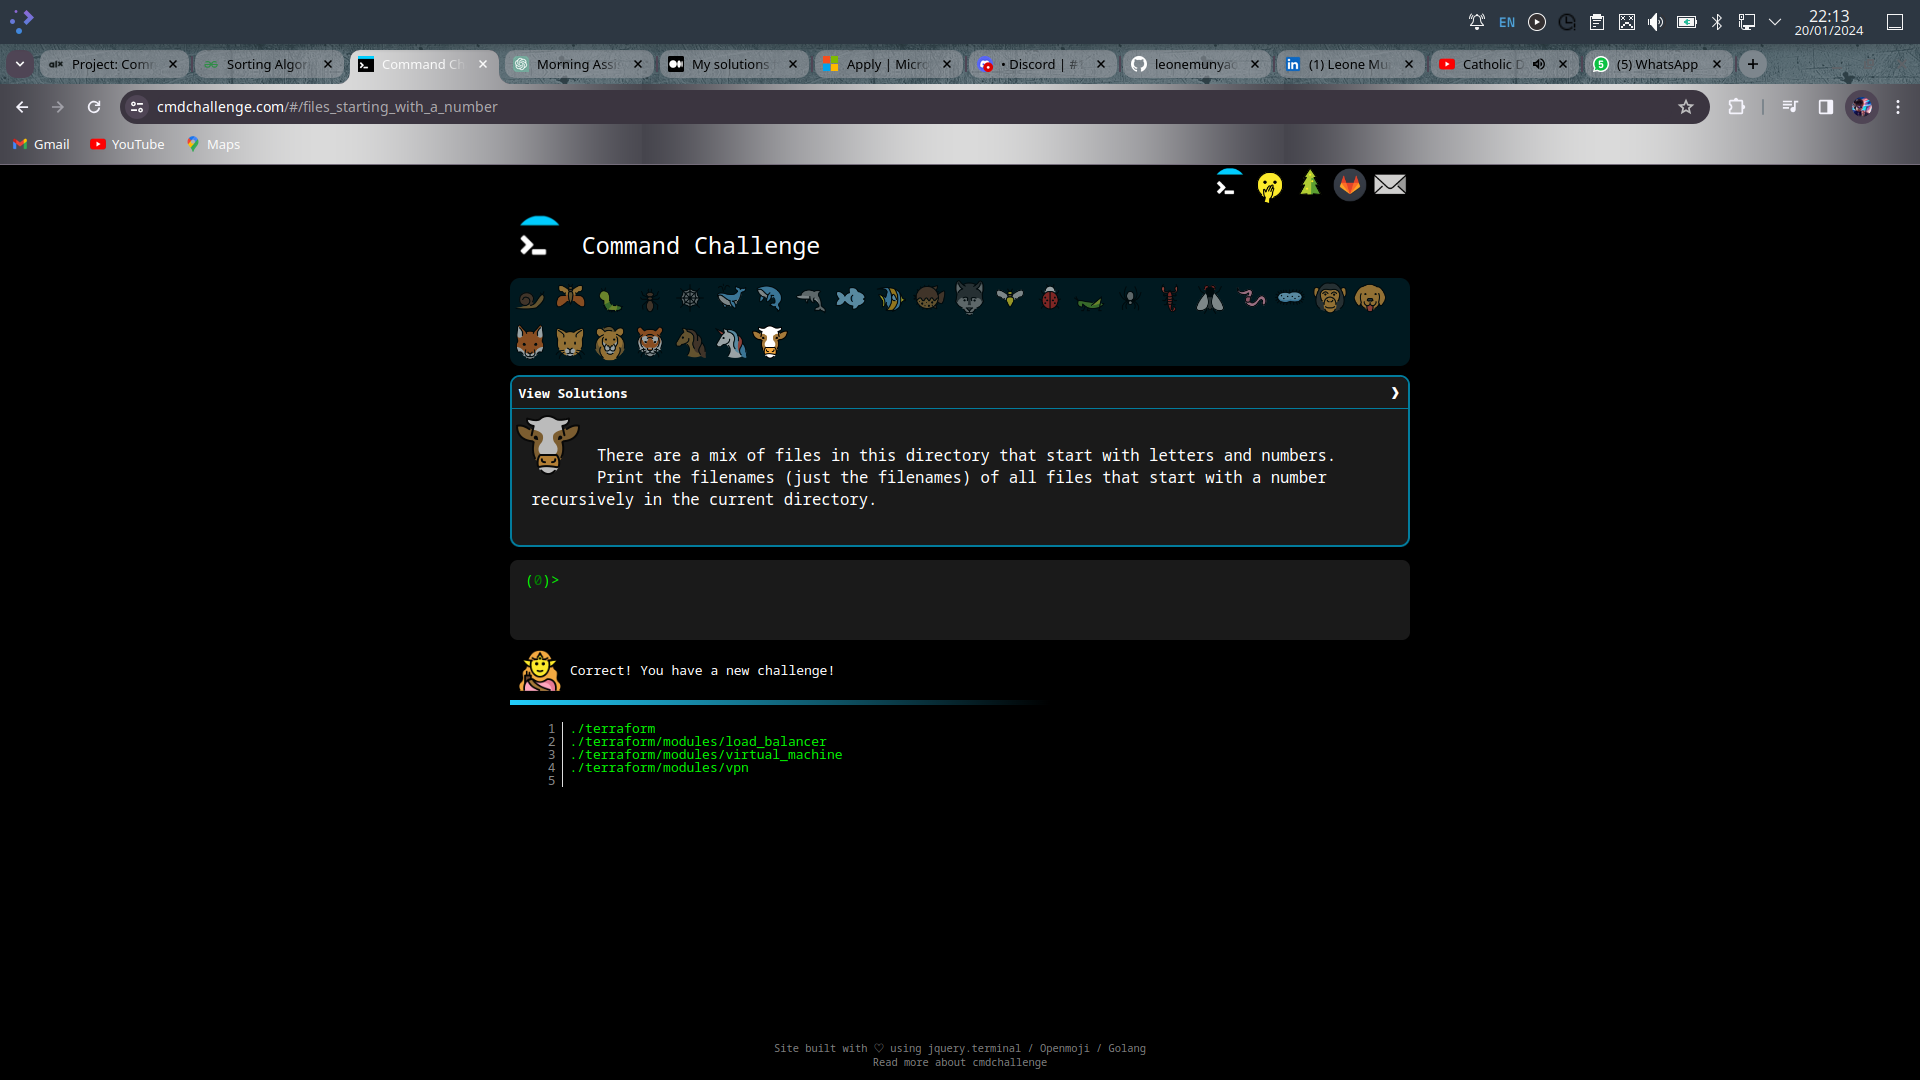 EN
22:13
20/01/2024
Project: Com
Sorting Algor
Command Ch
Morning Assi
My solutions
Apply | Micro
• Discord | #
leonemunya
(1) Leone Mu
Catholic D
(5) WhatsApp
cmdchallenge.com/#/files_starting_with_a_number
Gmail
YouTube
Maps
Command Challenge
View Solutions
There are a mix of files in this directory that start with letters and numbers.
Print the filenames (just the filenames) of all files that start with a number
recursively in the current directory.
(0)>
Correct! You have a new challenge!
1 ./terraform
2 ./terraform/modules/load_balancer
3 ./terraform/modules/virtual_machine
4 ./terraform/modules/vpn
5
Site built with ♡ using jquery.terminal / Openmoji / Golang
Read more about cmdchallenge